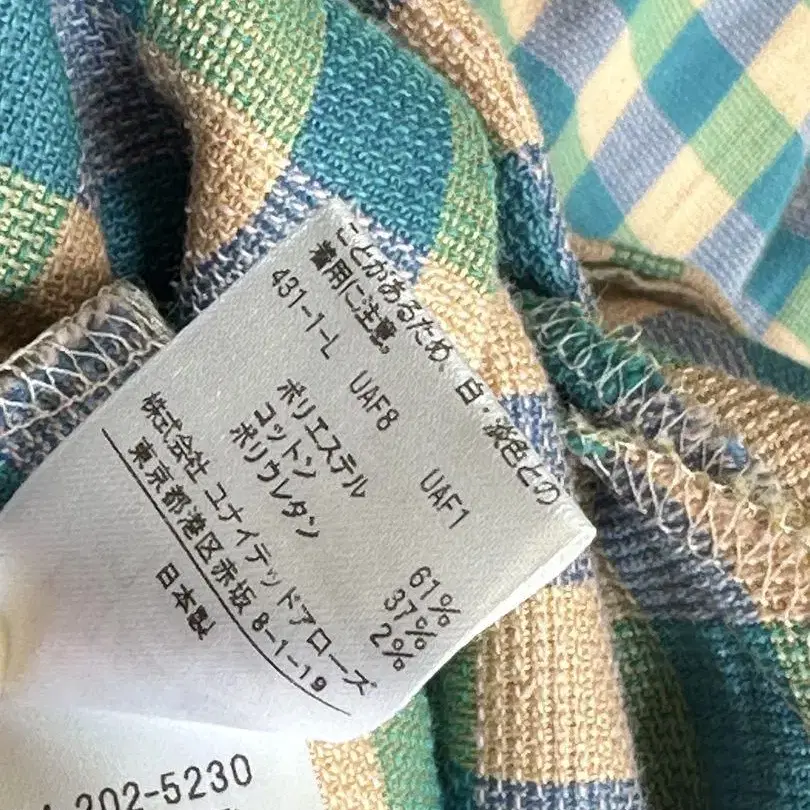 ことがあるため、白・淡色との
着用に注意。
431-1-L UAF8 UAF1
ポリエステル 61%
コットン 37%
ポリウレタン 2%
株式会社 ユナイテッドアローズ
東京都港区赤坂 8-1-19
日本製
202-5230